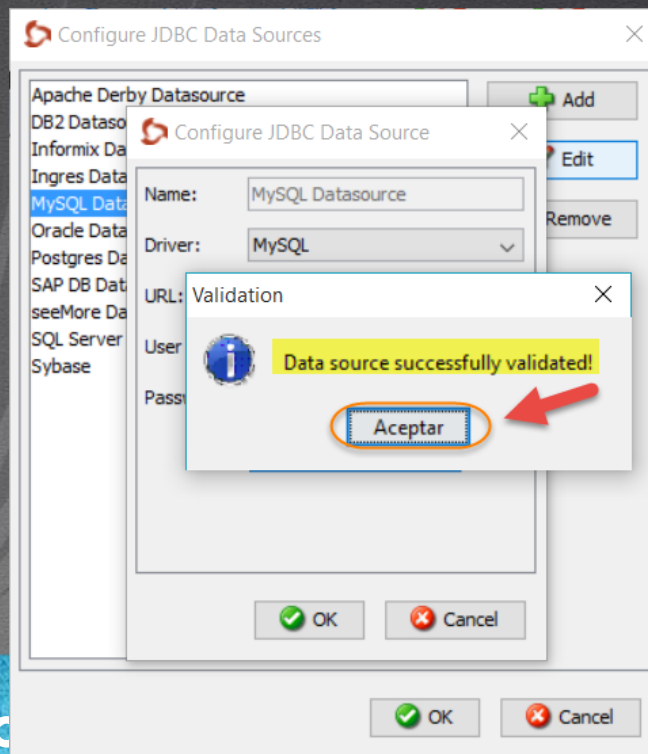 Configure JDBC Data Sources
Apache Derby Datasource
DB2 Dataso
Informix Da
Ingres Data
MySQL Data
Oracle Data
Postgres Da
SAP DB Dat
seeMore Da
SQL Server
Sybase
Add
Edit
Remove
Configure JDBC Data Source
Name: MySQL Datasource
Driver: MySQL
URL:
User
Passw
Validation
Data source successfully validated!
Aceptar
OK Cancel
OK Cancel